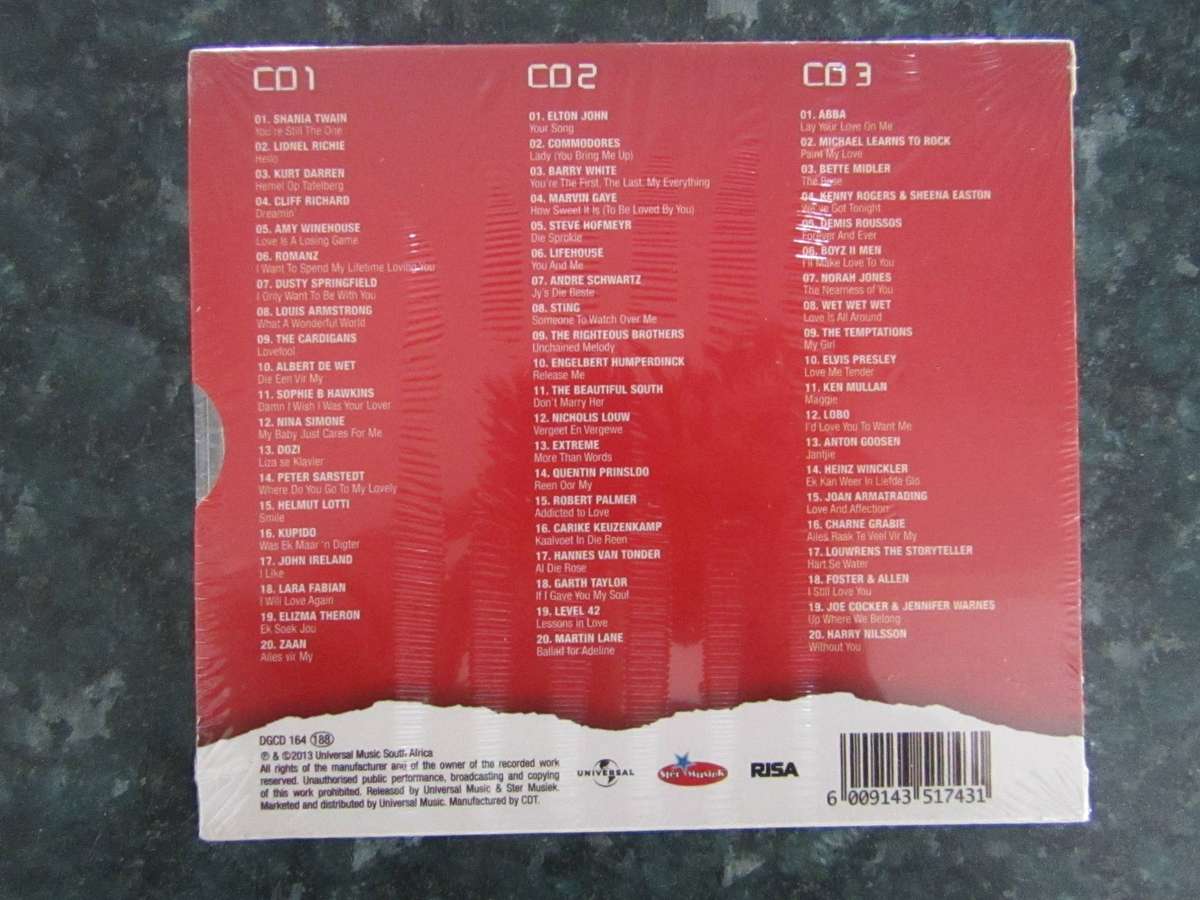 CD 1
01. SHANIA TWAIN
You're Still The One
02. LIONEL RICHIE
Hello
03. KURT DARREN
Hemel Op Tafelberg
04. CLIFF RICHARD
Dreamin'
05. AMY WINEHOUSE
Love Is A Losing Game
06. ROMANZ
I Want To Spend My Lifetime Loving You
07. DUSTY SPRINGFIELD
I Only Want To Be With You
08. LOUIS ARMSTRONG
What A Wonderful World
09. THE CARDIGANS
Lovefool
10. ALBERT DE WET
Die Een Vir My
11. SOPHIE B HAWKINS
Damn I Wish I Was Your Lover
12. NINA SIMONE
My Baby Just Cares For Me
13. DOZI
Liza se Klavier
14. PETER SARSTEDT
Where Do You Go To My Lovely
15. HELMUT LOTTI
Smile
16. KUPIDO
Was Ek Maar 'n Digter
17. JOHN IRELAND
I Like
18. LARA FABIAN
I Will Love Again
19. ELIZMA THERON
Ek Soek Jou
20. ZAAN
Alles vir My
CD 2
01. ELTON JOHN
Your Song
02. COMMODORES
Lady (You Bring Me Up)
03. BARRY WHITE
You're The First, The Last, My Everything
04. MARVIN GAYE
How Sweet It Is (To Be Loved By You)
05. STEVE HOFMEYR
Die Sprokie
06. LIFEHOUSE
You And Me
07. ANDRE SCHWARTZ
Jy's Die Beste
08. STING
Someone To Watch Over Me
09. THE RIGHTEOUS BROTHERS
Unchained Melody
10. ENGELBERT HUMPERDINCK
Release Me
11. THE BEAUTIFUL SOUTH
Don't Marry Her
12. NICHOLIS LOUW
Vergeet En Vergewe
13. EXTREME
More Than Words
14. QUENTIN PRINSLOO
Reen Oor My
15. ROBERT PALMER
Addicted to Love
16. CARIKE KEUZENKAMP
Kaalvoet In Die Reen
17. HANNES VAN TONDER
Al Die Rose
18. GARTH TAYLOR
If I Gave You My Soul
19. LEVEL 42
Lessons in Love
20. MARTIN LANE
Ballad for Adeline
CD 3
01. ABBA
Lay Your Love On Me
02. MICHAEL LEARNS TO ROCK
Paint My Love
03. BETTE MIDLER
The Rose
04. KENNY ROGERS & SHEENA EASTON
We've Got Tonight
05. DEMIS ROUSSOS
Forever And Ever
06. BOYZ II MEN
I'll Make Love To You
07. NORAH JONES
The Nearness of You
08. WET WET WET
Love Is All Around
09. THE TEMPTATIONS
My Girl
10. ELVIS PRESLEY
Love Me Tender
11. KEN MULLAN
Maggie
12. LOBO
I'd Love You To Want Me
13. ANTON GOOSEN
Jantjie
14. HEINZ WINCKLER
Ek Kan Weer In Liefde Glo
15. JOAN ARMATRADING
Love And Affection
16. CHARNE GRABIE
Alles Raak Te Veel Vir My
17. LOUWRENS THE STORYTELLER
Hart Se Water
18. FOSTER & ALLEN
I Still Love You
19. JOE COCKER & JENNIFER WARNES
Up Where We Belong
20. HARRY NILSSON
Without You
DGCD 164 (188)
℗ & ©2013 Universal Music South Africa
All rights of the manufacturer and of the owner of the recorded work
reserved. Unauthorised public performance, broadcasting and copying
of this work prohibited. Released by Universal Music & Ster Musiek.
Marketed and distributed by Universal Music. Manufactured by CDT.
UNIVERSAL
Ster Musiek
RISA
6 009143 517431